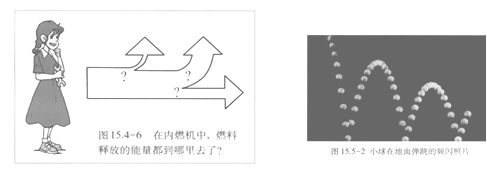 ?
?
?
图15.4-6 在内燃机中，燃料
释放的能量都到哪里去了？
图 15.5-2 小球在地面弹跳的频闪照片